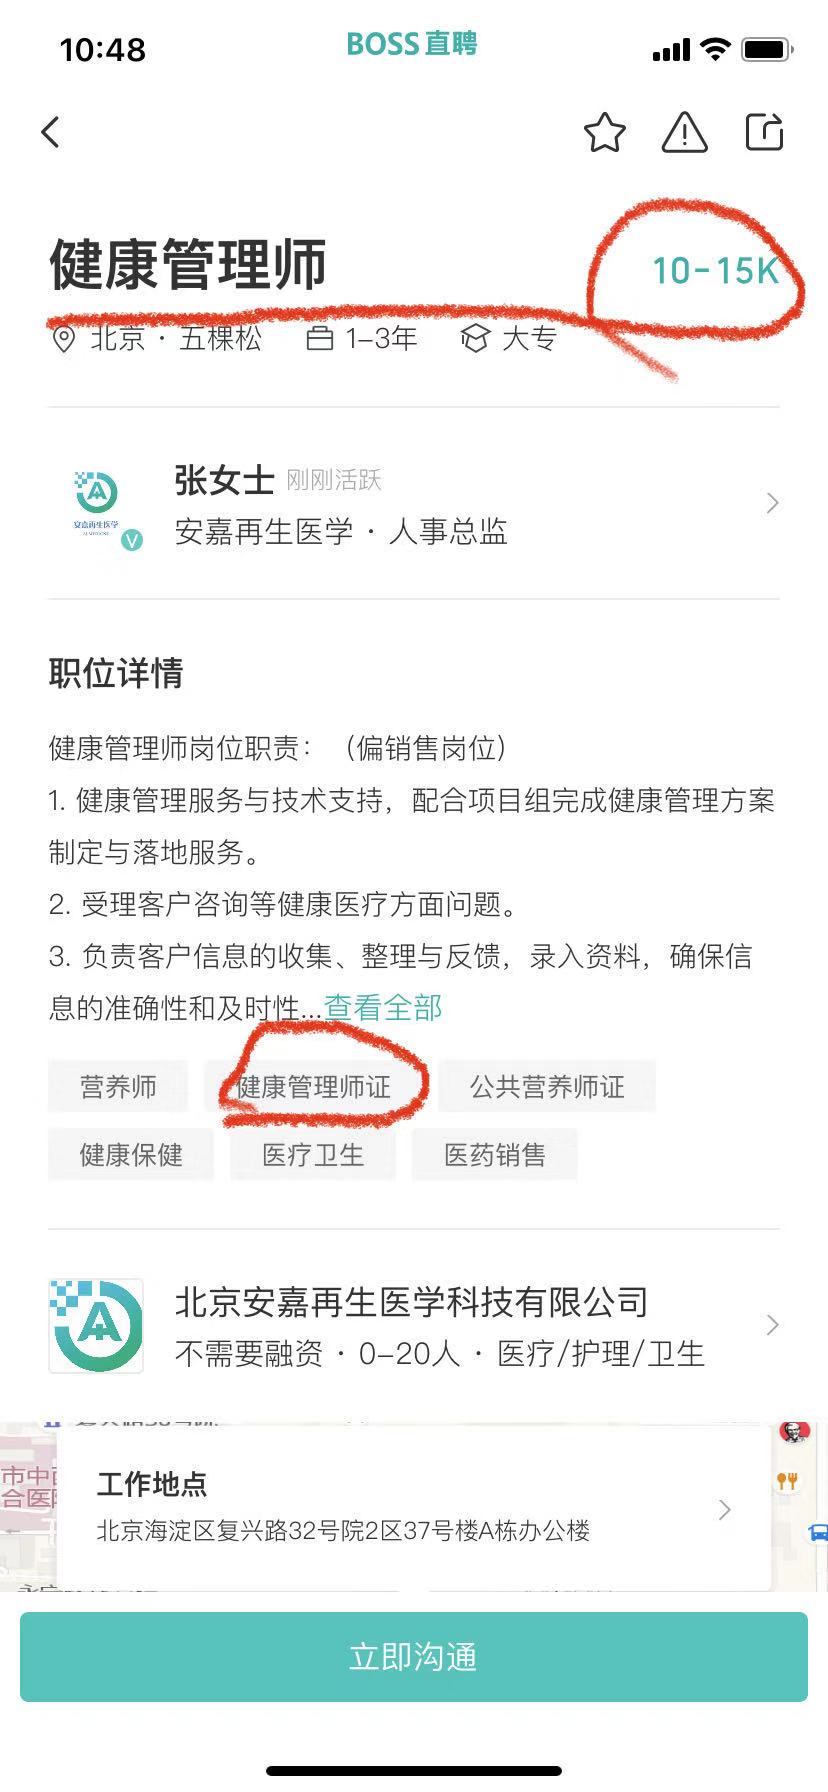 10:48
BOSS直聘
健康管理师
10-15K
北京·五棵松 1-3年 大专
张女士 刚刚活跃
安嘉再生医学·人事总监
安嘉再生医学
V
职位详情
健康管理师岗位职责：（偏销售岗位）
1. 健康管理服务与技术支持，配合项目组完成健康管理方案
制定与落地服务。
2. 受理客户咨询等健康医疗方面问题。
3. 负责客户信息的收集、整理与反馈，录入资料，确保信
息的准确性和及时性...查看全部
营养师 健康管理师证 公共营养师证
健康保健 医疗卫生 医药销售
北京安嘉再生医学科技有限公司
不需要融资·0-20人·医疗/护理/卫生
市中
合医
工作地点
北京海淀区复兴路32号院2区37号楼A栋办公楼
立即沟通